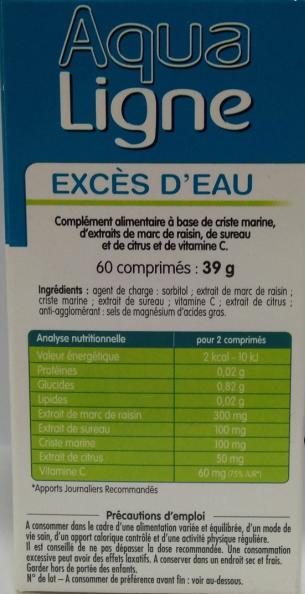 Aqua
Ligne
EXCÈS D'EAU
Complément alimentaire à base de criste marine,
d'extraits de marc de raisin, de sureau
et de citrus et de vitamine C.
60 comprimés : 39 g
Ingrédients : agent de charge : sorbitol ; extrait de marc de raisin ;
criste marine ; extrait de sureau ; vitamine C ; extrait de citrus ;
anti-agglomérant : sels de magnésium d'acides gras.
Analyse nutritionnelle pour 2 comprimés
Valeur énergétique 2 kcal - 10 kJ
Protéines 0,02 g
Glucides 0,82 g
Lipides 0,02 g
Extrait de marc de raisin 300 mg
Extrait de sureau 100 mg
Criste marine 100 mg
Extrait de citrus 50 mg
Vitamine C 60 mg (75% AJR*)
*Apports Journaliers Recommandés
Précautions d'emploi
A consommer dans le cadre d'une alimentation variée et équilibrée, d'un mode de
vie sain, d'un apport calorique contrôlé et d'une activité physique régulière.
Il est conseillé de ne pas dépasser la dose recommandée. Une consommation
excessive peut avoir des effets laxatifs. A conserver dans un endroit sec et frais.
Garder hors de portée des enfants.
N° de lot – A consommer de préférence avant fin : voir au-dessous.